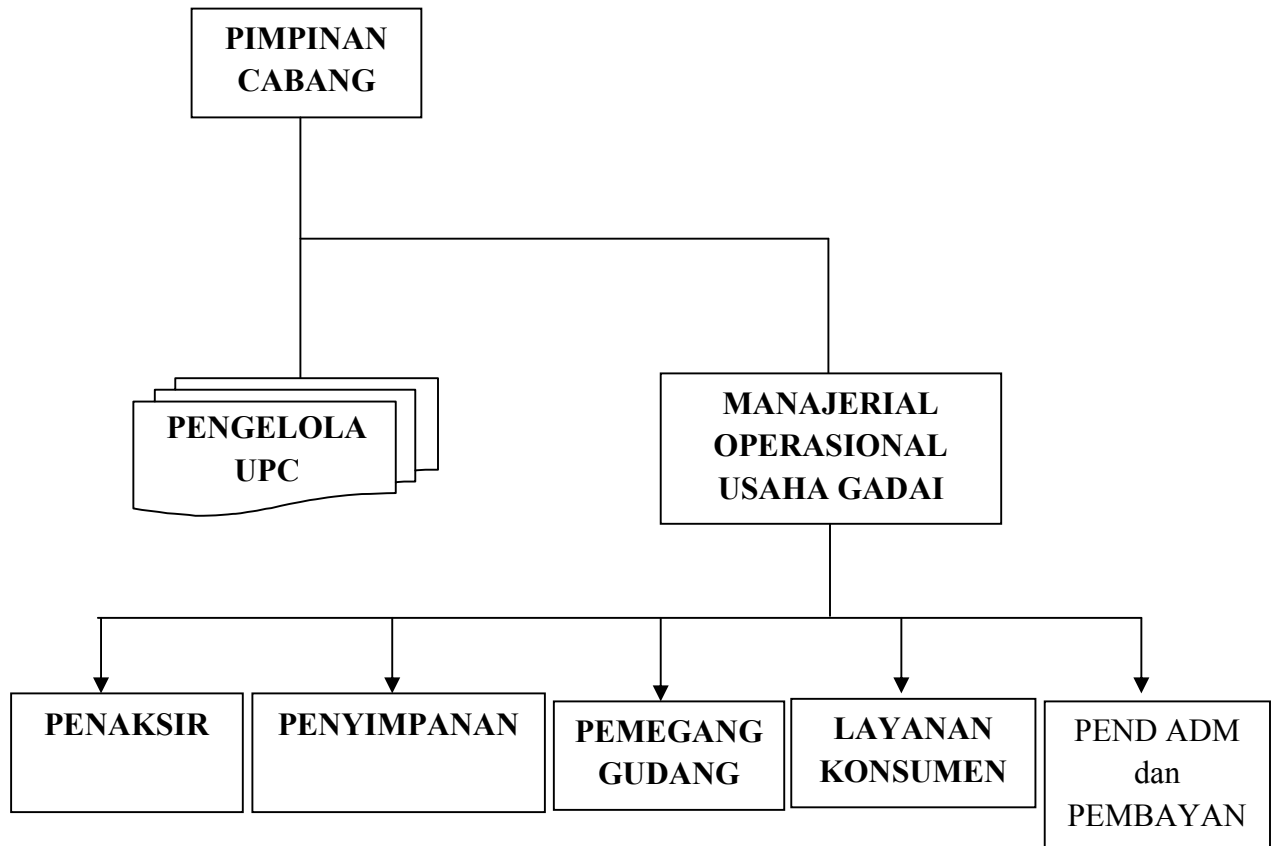 PIMPINAN
CABANG
PENGELOLA
UPC
MANAJERIAL
OPERASIONAL
USAHA GADAI
PENAKSIR
PENYIMPANAN
PEMEGANG
GUDANG
LAYANAN
KONSUMEN
PEND ADM
dan
PEMBAYAN